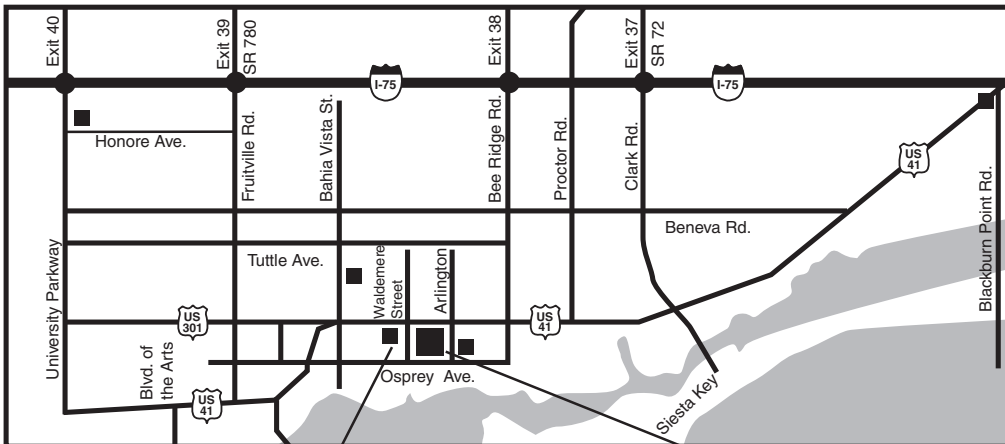 Exit 40
Exit 39
SR 780
Exit 38
Exit 37
SR 72
I-75
I-75
Honore Ave.
Fruitville Rd.
Bahia Vista St.
Bee Ridge Rd.
Proctor Rd.
Clark Rd.
US
41
Beneva Rd.
Blackburn Point Rd.
University Parkway
Tuttle Ave.
Waldemere
Street
Arlington
US
301
US
41
Blvd. of
the Arts
Osprey Ave.
US
41
Siesta Key